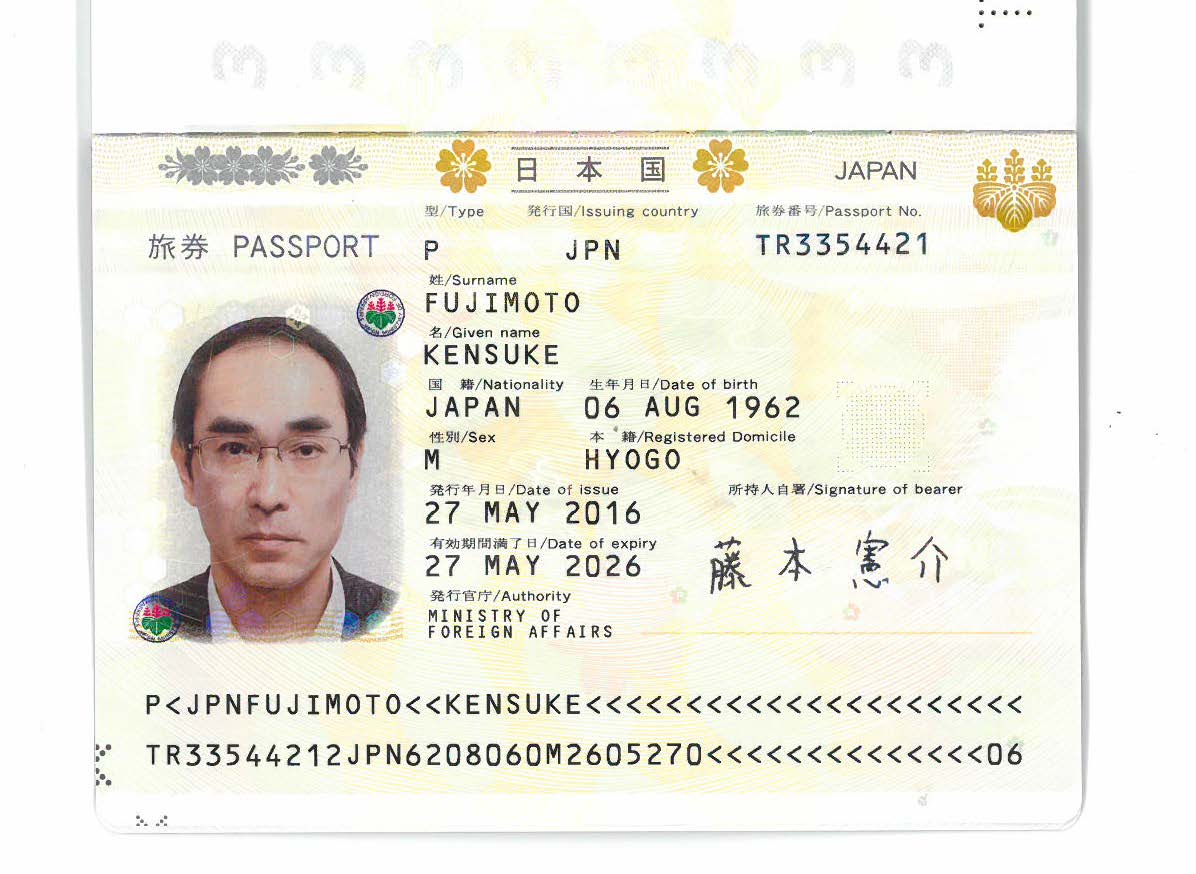 日本国 JAPAN
型/Type 発行国/Issuing country 旅券番号/Passport No.
旅券 PASSPORT P JPN TR3354421
姓/Surname
FUJIMOTO
名/Given name
KENSUKE
国 籍/Nationality 生年月日/Date of birth
JAPAN 06 AUG 1962
性別/Sex 本 籍/Registered Domicile
M HYOGO
発行年月日/Date of issue 所持人自署/Signature of bearer
27 MAY 2016
有効期間満了日/Date of expiry
27 MAY 2026 藤本憲介
発行官庁/Authority
MINISTRY OF
FOREIGN AFFAIRS
P<JPNFUJIMOTO<<KENSUKE<<<<<<<<<<<<<<<<<<<<<<
TR33544212JPN6208060M2605270<<<<<<<<<<<<<<06